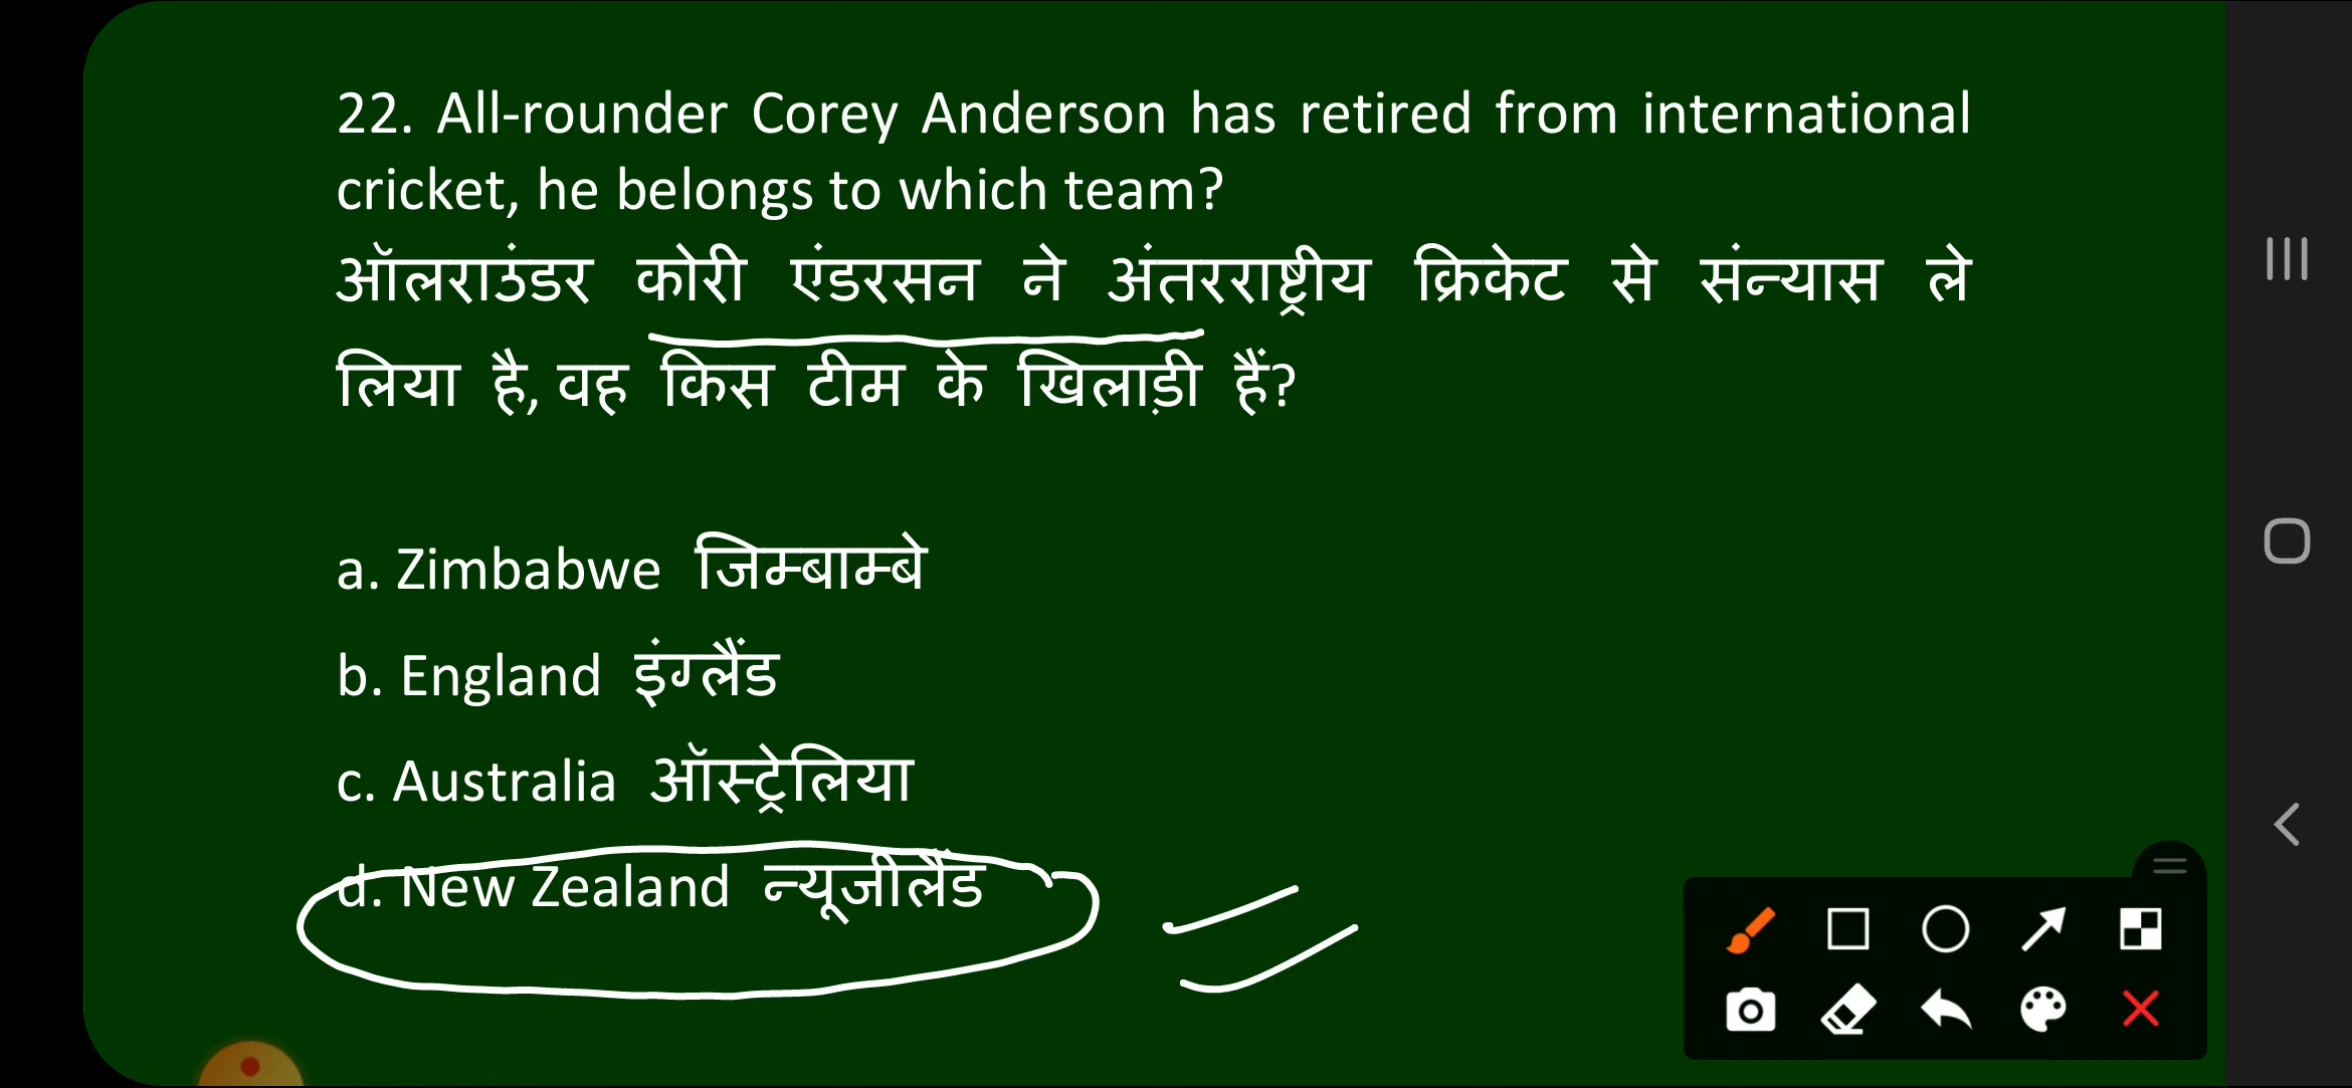 22. All-rounder Corey Anderson has retired from international
cricket, he belongs to which team?
ऑलराउंडर कोरी एंडरसन ने अंतरराष्ट्रीय क्रिकेट से संन्यास ले
लिया है, वह किस टीम के खिलाड़ी हैं?
a. Zimbabwe जिम्बाम्बे
b. England इंग्लैंड
c. Australia ऑस्ट्रेलिया
d. New Zealand न्यूजीलैंड